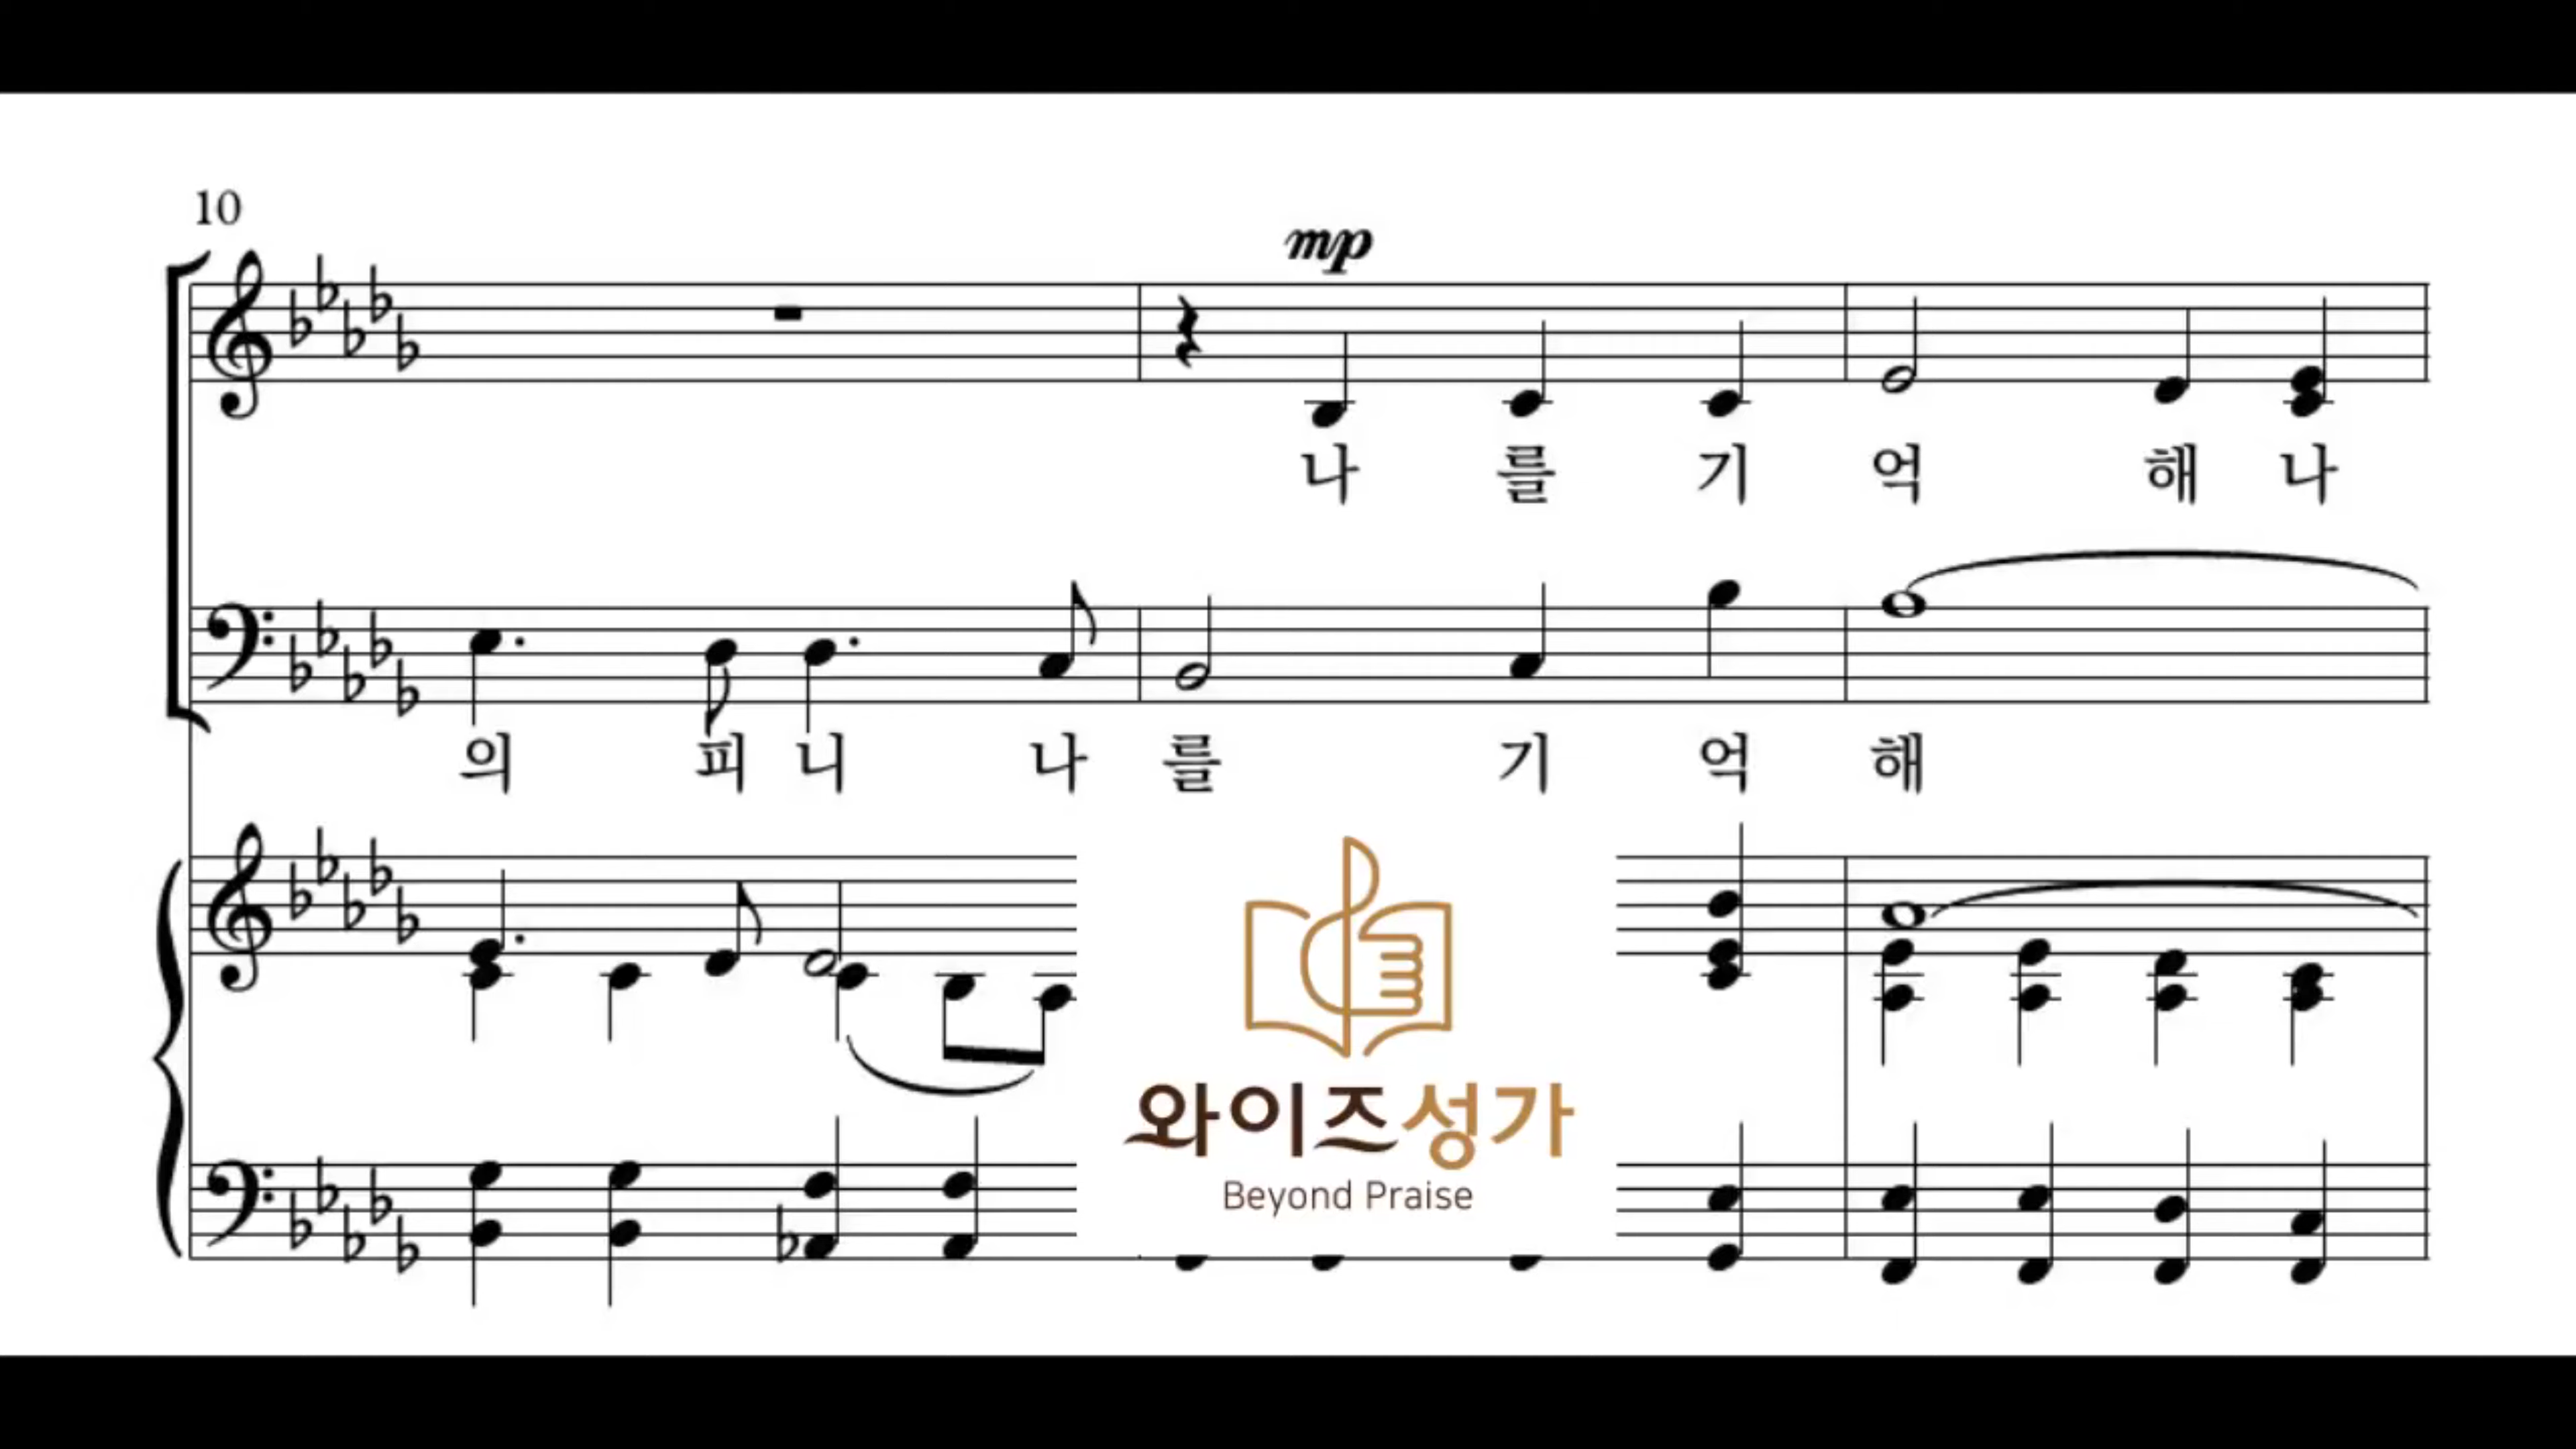 10
mp
나 를 기 억 해 나
의 피 니 나 를 기 억 해
와이즈성가
Beyond Praise